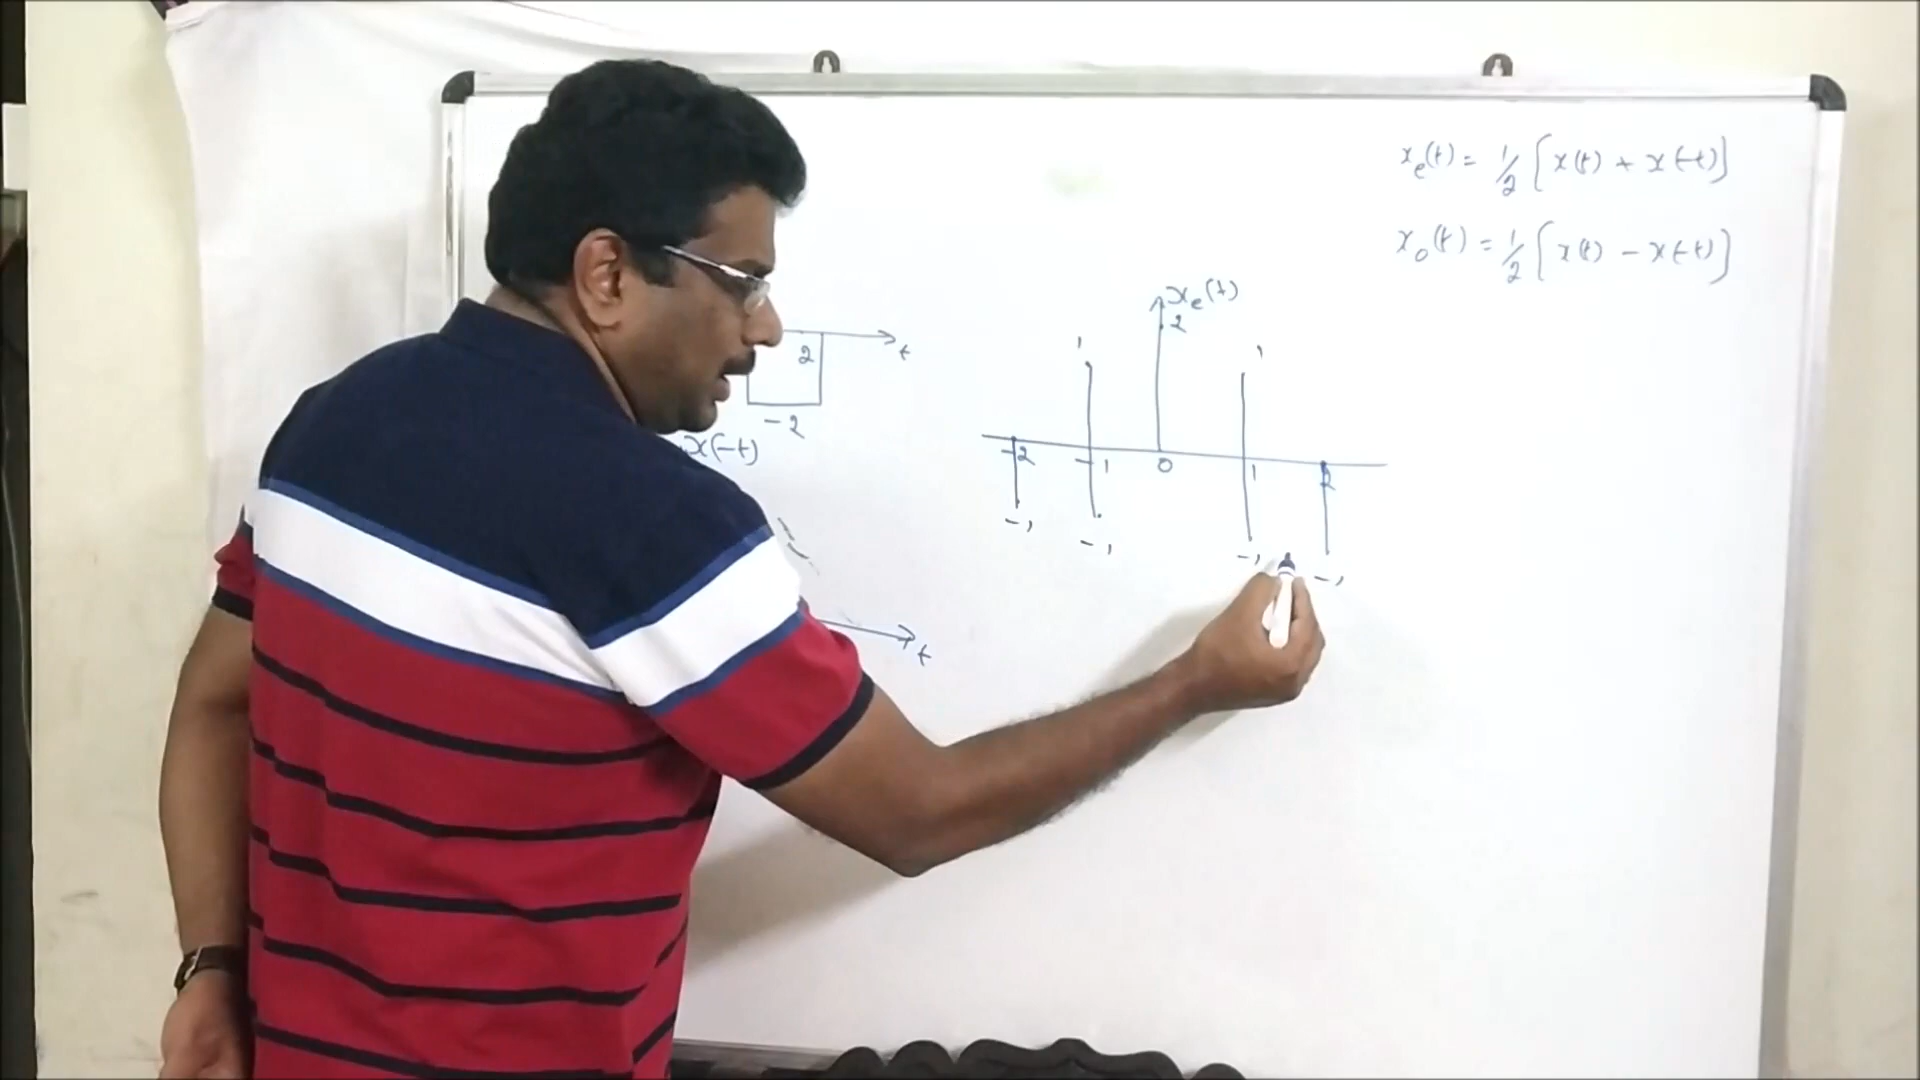 xₑ(t) = 1/2 [x(t) + x(-t)]
x₀(t) = 1/2 [x(t) - x(-t)]
xₑ(t)
2
1 1
2 t
-2
x(-t)
-2 -1 0 1 2
-1 -1 -1 -1
t